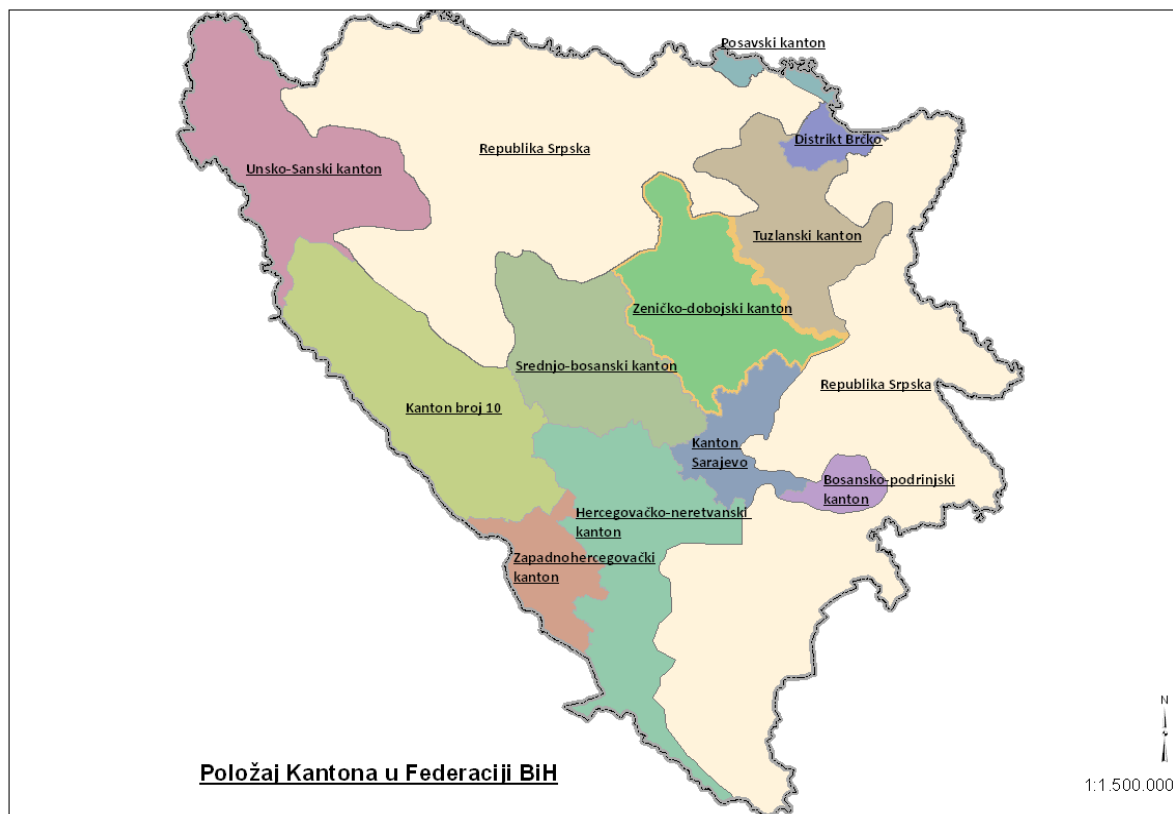 Posavski kanton
Distrikt Brčko
Republika Srpska
Unsko-Sanski kanton
Tuzlanski kanton
Zeničko-dobojski kanton
Srednjo-bosanski kanton
Republika Srpska
Kanton broj 10
Kanton
Sarajevo
Bosansko-podrinjski
kanton
Hercegovačko-neretvanski
kanton
Zapadnohercegovački
kanton
N
Položaj Kantona u Federaciji BiH
1:1.500.000